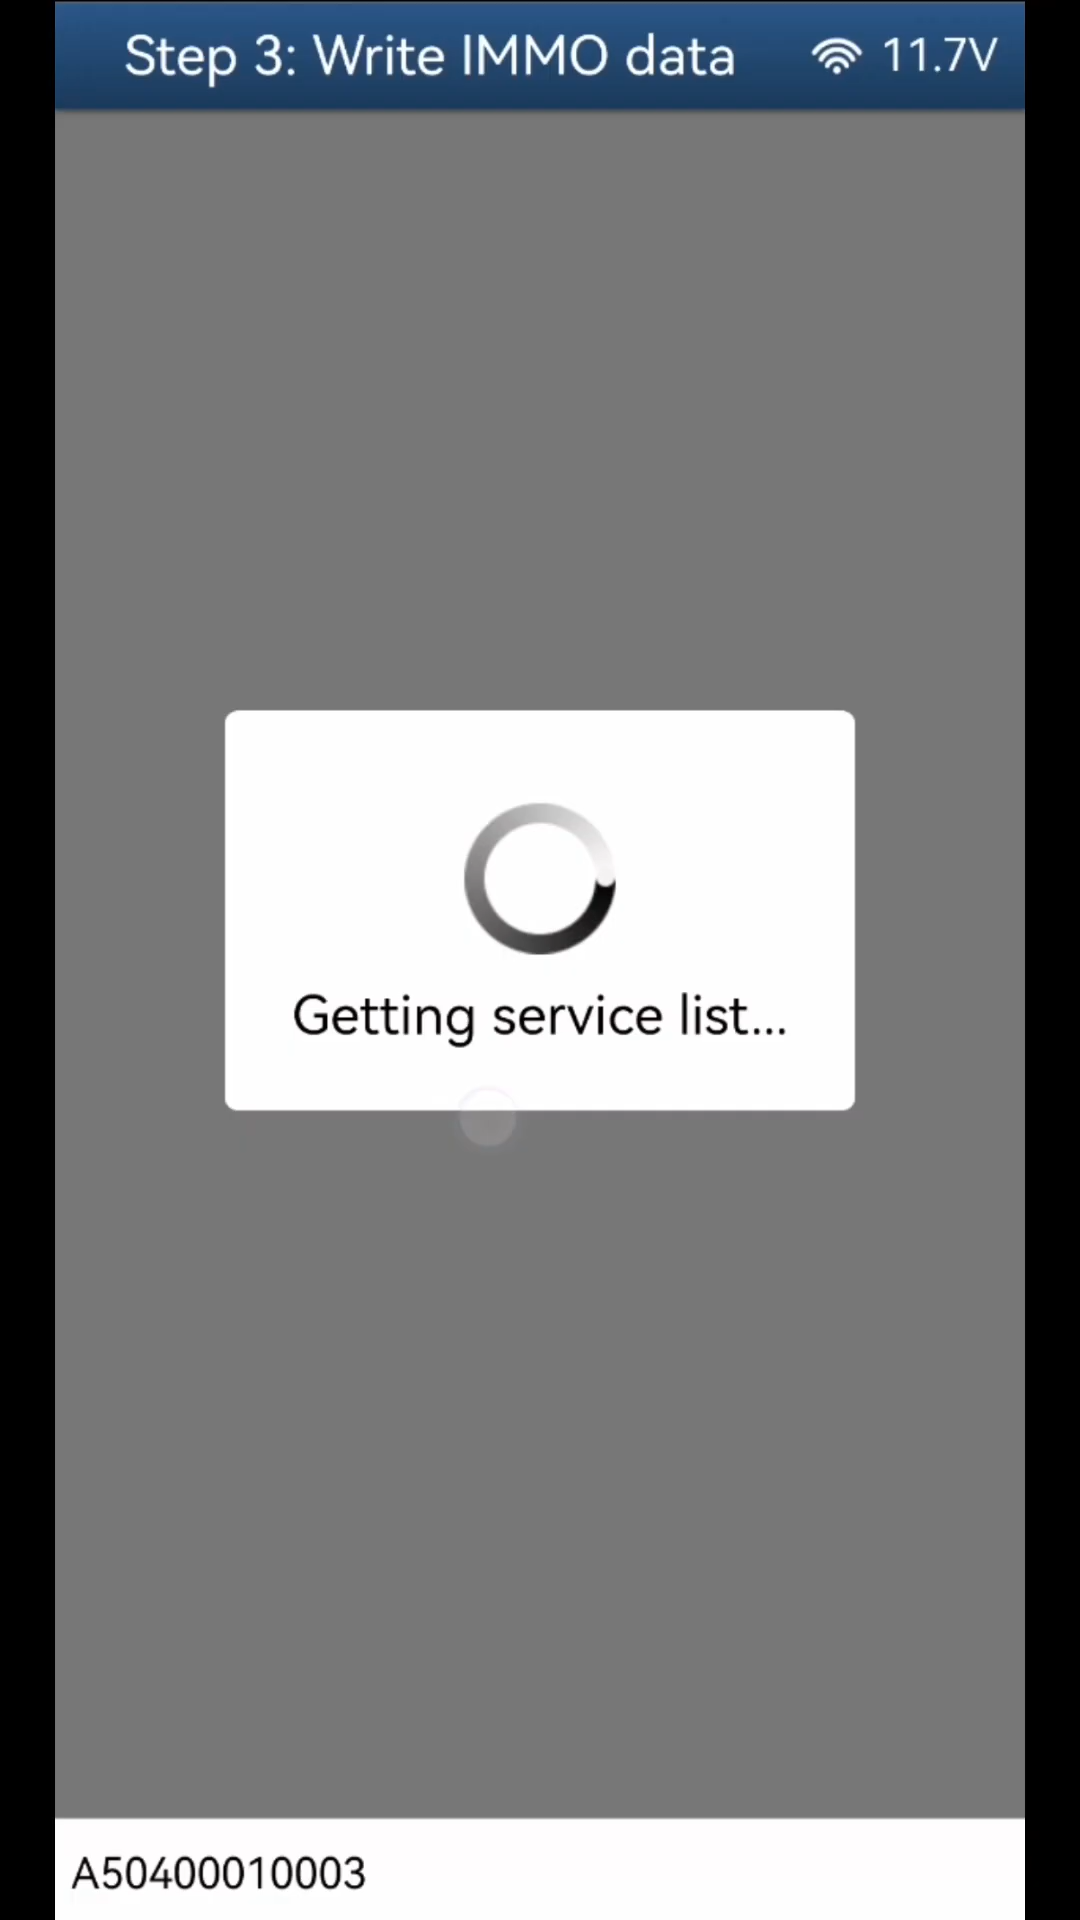 Step 3: Write IMMO data 11.7V
Getting service list...
A50400010003